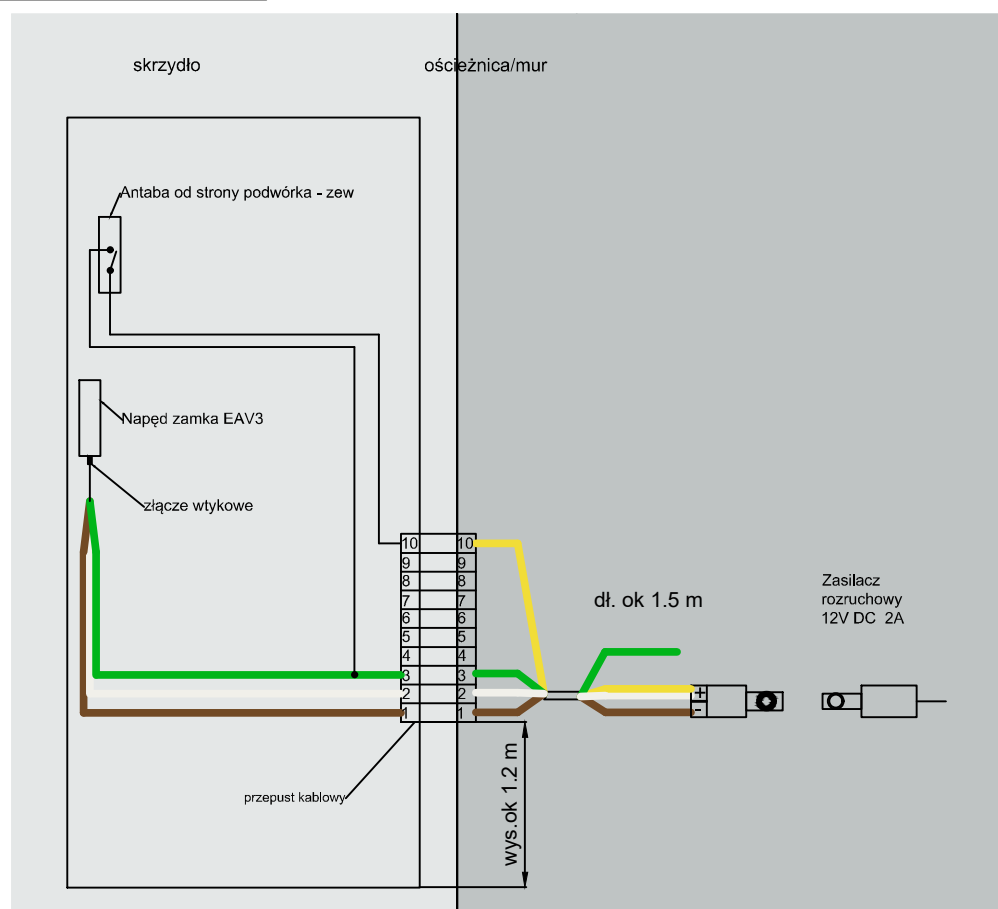 skrzydło
ościeżnica/mur
Antaba od strony podwórka - zew
Napęd zamka EAV3
złącze wtykowe
10 10
9 9
8 8
7 7
6 6
5 5
4 4
3 3
2 2
1 1
przepust kablowy
wys.ok 1.2 m
dł. ok 1.5 m
+
-
Zasilacz
rozruchowy
12V DC 2A